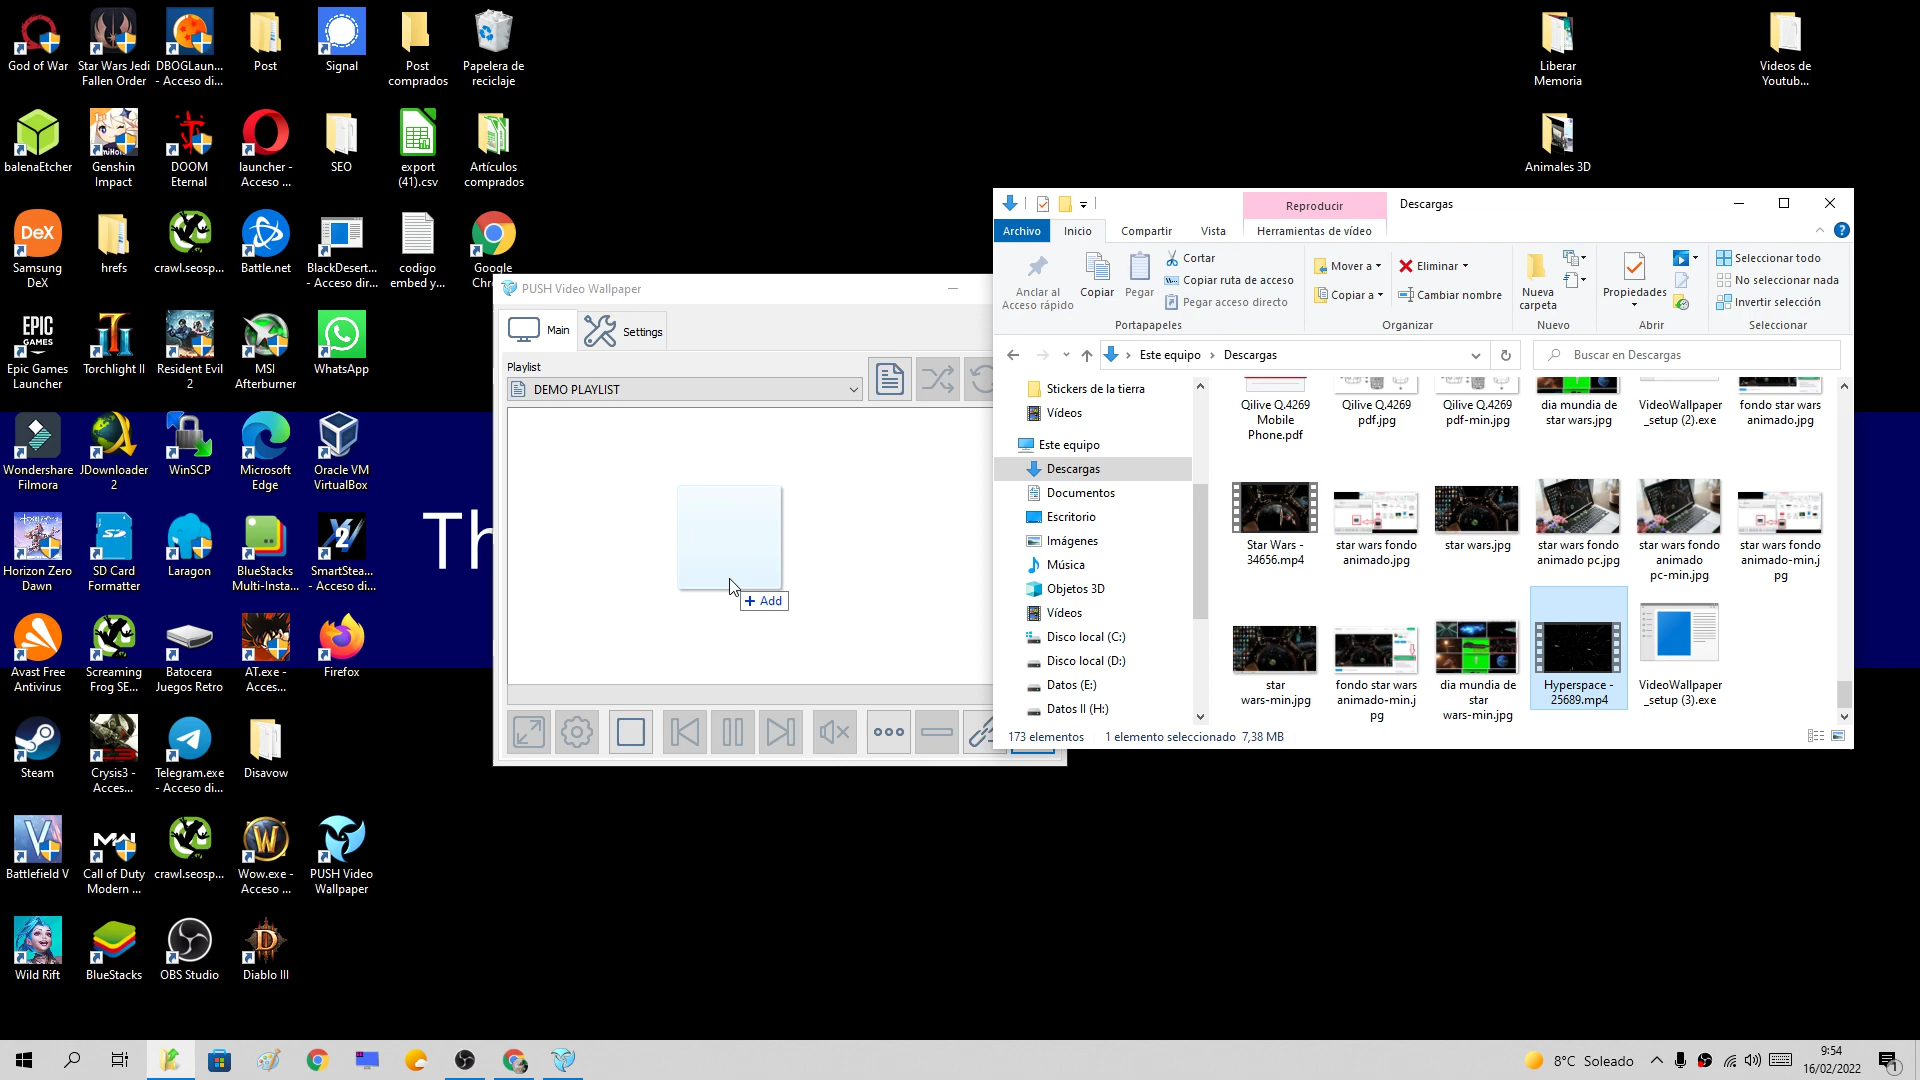 God of War
Star Wars Jedi
Fallen Order
DBOGLaun...
- Acceso di...
Post
Signal
Post
comprados
Papelera de
reciclaje
Liberar
Memoria
Videos de
Youtub...
balenaEtcher
Genshin
Impact
DOOM
Eternal
launcher -
Acceso ...
SEO
export
(41).csv
Artículos
comprados
Animales 3D
DeX
Samsung
DeX
hrefs
crawl.seosp...
Battle.net
BlackDesert...
- Acceso dir...
codigo
embed y...
Google
Chr
EPIC
GAMES
Epic Games
Launcher
Torchlight II
Resident Evil
2
MSI
Afterburner
WhatsApp
Wondershare
Filmora
JDownloader
2
WinSCP
Microsoft
Edge
Oracle VM
VirtualBox
Th
Horizon Zero
Dawn
SD Card
Formatter
Laragon
BlueStacks
Multi-Insta...
SmartStea...
- Acceso di...
Avast Free
Antivirus
Screaming
Frog SE...
Batocera
Juegos Retro
AT.exe -
Acces...
Firefox
Steam
Crysis3 -
Acces...
Telegram.exe
- Acceso di...
Disavow
Battlefield V
Call of Duty
Modern ...
crawl.seosp...
Wow.exe -
Acceso ...
PUSH Video
Wallpaper
Wild Rift
BlueStacks
OBS Studio
Diablo III
PUSH Video Wallpaper
Main
Settings
Playlist
DEMO PLAYLIST
+ Add
Reproducir
Descargas
Archivo
Inicio
Compartir
Vista
Herramientas de vídeo
Anclar al
Acceso rápido
Copiar
Pegar
Cortar
Copiar ruta de acceso
Pegar acceso directo
Portapapeles
Mover a
Copiar a
Eliminar
Cambiar nombre
Organizar
Nueva
carpeta
Nuevo
Propiedades
Abrir
Seleccionar todo
No seleccionar nada
Invertir selección
Seleccionar
Este equipo > Descargas
Buscar en Descargas
Stickers de la tierra
Vídeos
Este equipo
Descargas
Documentos
Escritorio
Imágenes
Música
Objetos 3D
Vídeos
Disco local (C:)
Disco local (D:)
Datos (E:)
Datos II (H:)
Qilive Q.4269
Mobile
Phone.pdf
Qilive Q.4269
pdf.jpg
Qilive Q.4269
pdf-min.jpg
dia mundia de
star wars.jpg
VideoWallpaper
_setup (2).exe
fondo star wars
animado.jpg
Star Wars -
34656.mp4
star wars fondo
animado.jpg
star wars.jpg
star wars fondo
animado pc.jpg
star wars fondo
animado
pc-min.jpg
star wars fondo
animado-min.j
pg
star
wars-min.jpg
fondo star wars
animado-min.j
pg
dia mundia de
star
wars-min.jpg
Hyperspace -
25689.mp4
VideoWallpaper
_setup (3).exe
173 elementos
1 elemento seleccionado 7,38 MB
8°C Soleado
9:54
16/02/2022
1